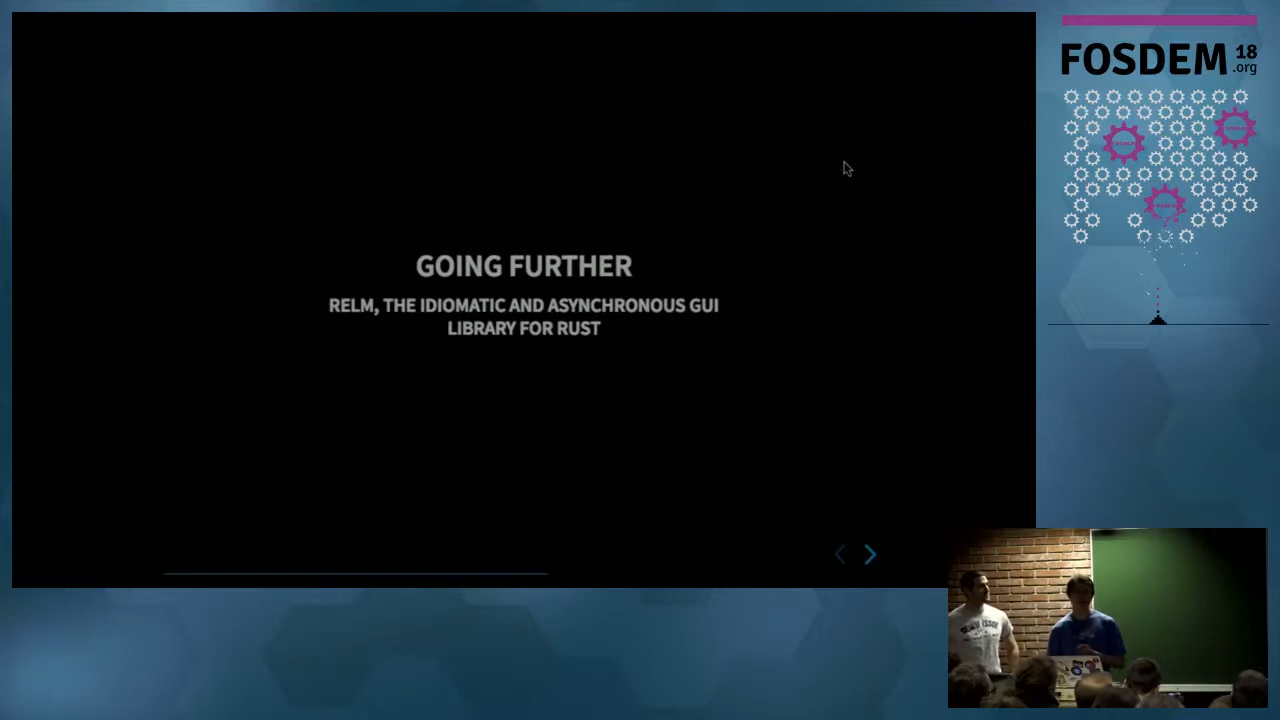 GOING FURTHER
RELM, THE IDIOMATIC AND ASYNCHRONOUS GUI
LIBRARY FOR RUST
FOSDEM 18
.org